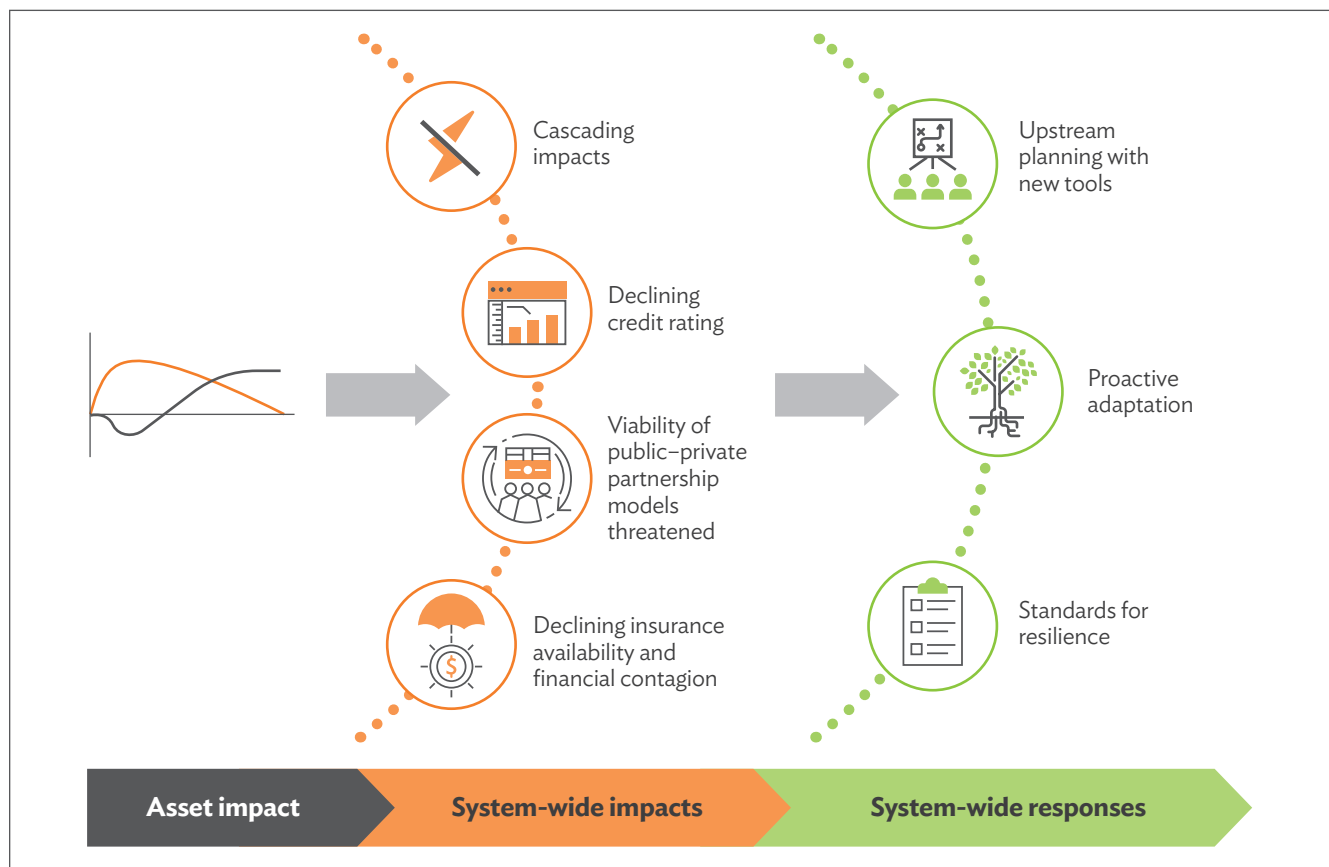 Cascading
impacts
Declining
credit rating
Viability of
public–private
partnership
models
threatened
$
Declining insurance
availability and
financial contagion
Upstream
planning with
new tools
Proactive
adaptation
Standards for
resilience
Asset impact
System-wide impacts
System-wide responses